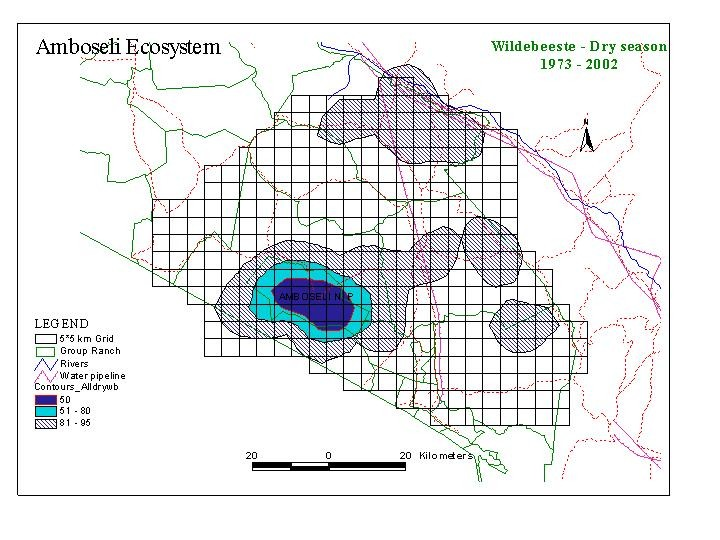 Amboseli Ecosystem
Wildebeeste - Dry season
1973 - 2002
N
AMBOSELI N. P
LEGEND
5*5 km Grid
Group Ranch
Rivers
Water pipeline
Contours_Alldrywb
50
51 - 80
81 - 95
20 0 20 Kilometers